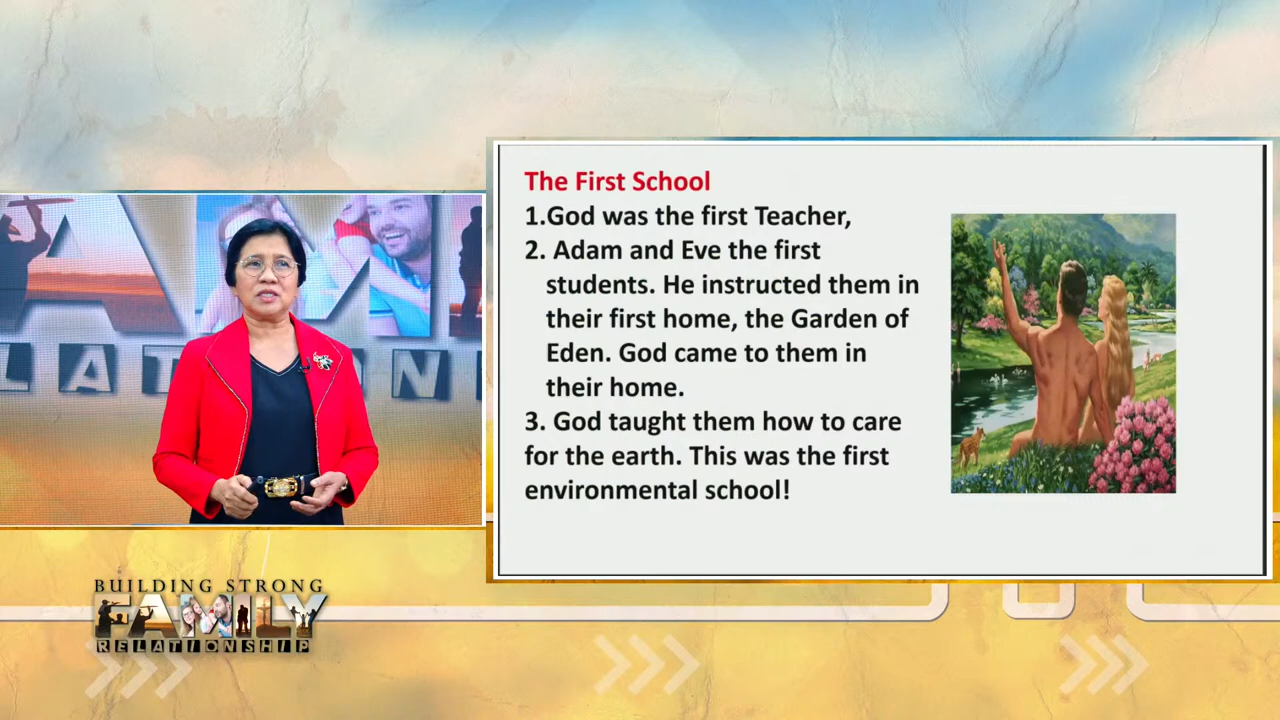 The First School
1.God was the first Teacher,
2. Adam and Eve the first
students. He instructed them in
their first home, the Garden of
Eden. God came to them in
their home.
3. God taught them how to care
for the earth. This was the first
environmental school!
BUILDING STRONG
FAMILY
RELATIONSHIP